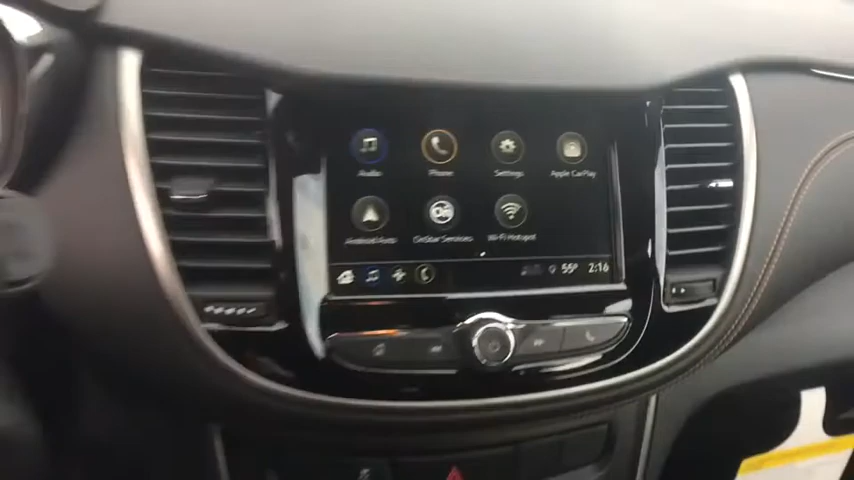 Audio Phone Settings Apple CarPlay
Android Auto OnStar Services Wi-Fi Hotspot
55° 2:16